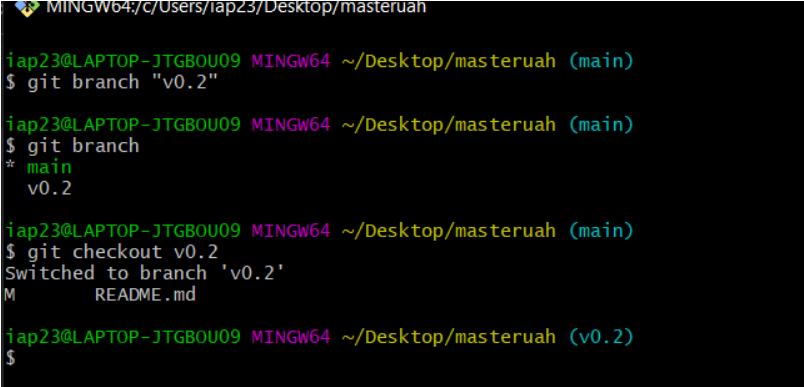 MINGW64:/c/Users/iap23/Desktop/masteruah
iap23@LAPTOP-JTGBOU09 MINGW64 ~/Desktop/masteruah (main)
$ git branch "v0.2"
iap23@LAPTOP-JTGBOU09 MINGW64 ~/Desktop/masteruah (main)
$ git branch
* main
  v0.2
iap23@LAPTOP-JTGBOU09 MINGW64 ~/Desktop/masteruah (main)
$ git checkout v0.2
Switched to branch 'v0.2'
M       README.md
iap23@LAPTOP-JTGBOU09 MINGW64 ~/Desktop/masteruah (v0.2)
$